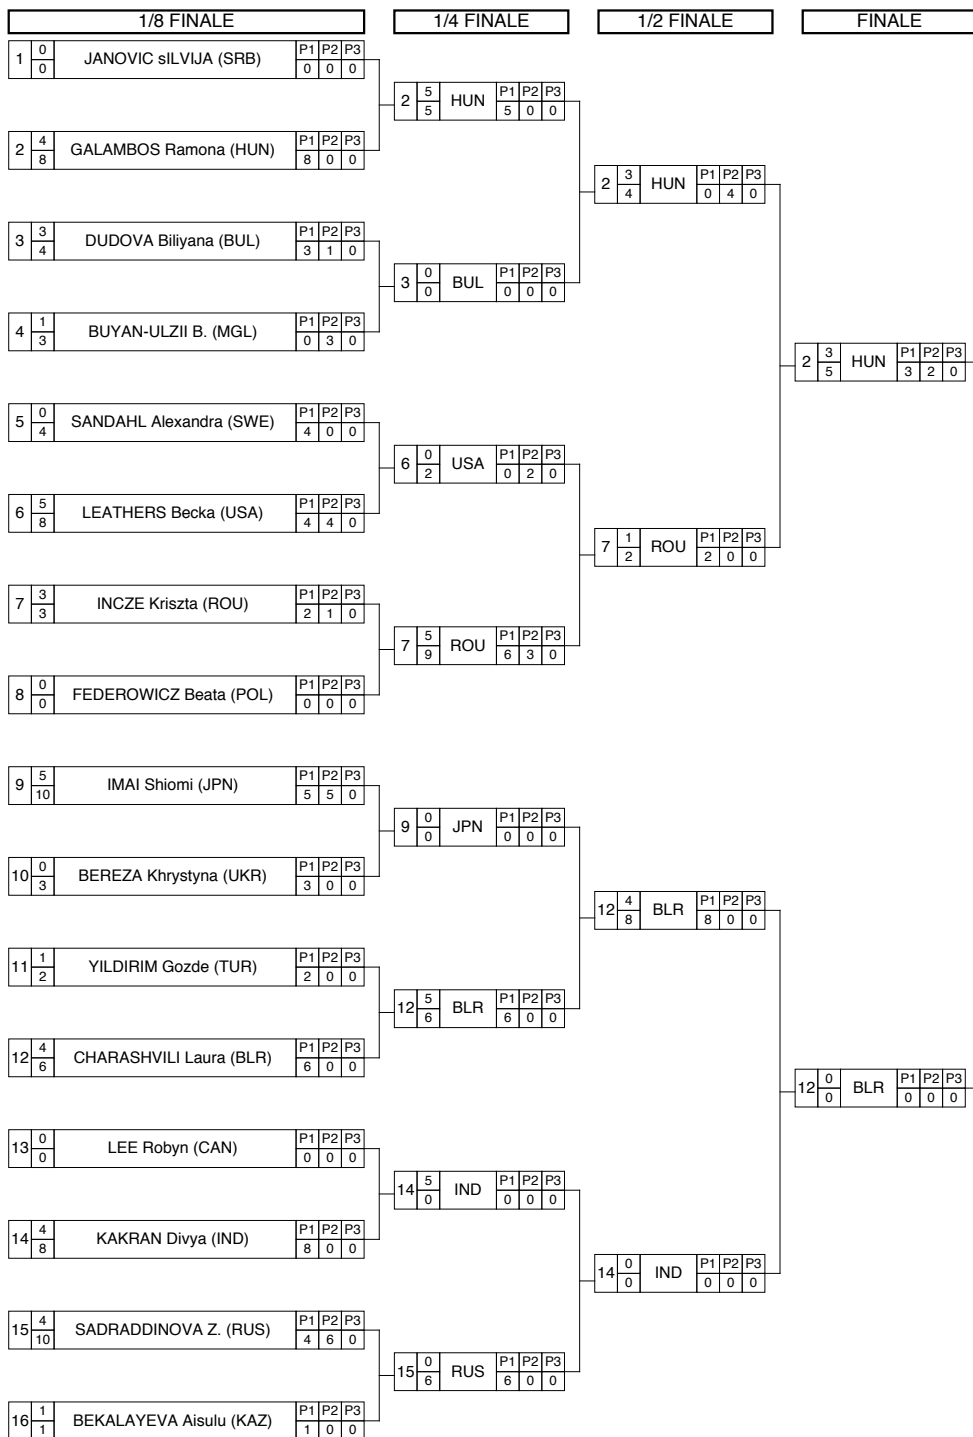 1/8 FINALE 1/4 FINALE 1/2 FINALE FINALE
1 0 0 JANOVIC sILVIJA (SRB) P1 P2 P3 0 0 0
2 5 5 HUN P1 P2 P3 5 0 0
2 4 8 GALAMBOS Ramona (HUN) P1 P2 P3 8 0 0
2 3 4 HUN P1 P2 P3 0 4 0
3 3 4 DUDOVA Biliyana (BUL) P1 P2 P3 3 1 0
3 0 0 BUL P1 P2 P3 0 0 0
4 1 3 BUYAN-ULZII B. (MGL) P1 P2 P3 0 3 0
2 3 5 HUN P1 P2 P3 3 2 0
5 0 4 SANDAHL Alexandra (SWE) P1 P2 P3 4 0 0
6 0 2 USA P1 P2 P3 0 2 0
6 5 8 LEATHERS Becka (USA) P1 P2 P3 4 4 0
7 1 2 ROU P1 P2 P3 2 0 0
7 3 3 INCZE Kriszta (ROU) P1 P2 P3 2 1 0
7 5 9 ROU P1 P2 P3 6 3 0
8 0 0 FEDEROWICZ Beata (POL) P1 P2 P3 0 0 0
9 5 10 IMAI Shiomi (JPN) P1 P2 P3 5 5 0
9 0 0 JPN P1 P2 P3 0 0 0
10 0 3 BEREZA Khrystyna (UKR) P1 P2 P3 3 0 0
12 4 8 BLR P1 P2 P3 8 0 0
11 1 2 YILDIRIM Gozde (TUR) P1 P2 P3 2 0 0
12 5 6 BLR P1 P2 P3 6 0 0
12 4 6 CHARASHVILI Laura (BLR) P1 P2 P3 6 0 0
12 0 0 BLR P1 P2 P3 0 0 0
13 0 0 LEE Robyn (CAN) P1 P2 P3 0 0 0
14 5 0 IND P1 P2 P3 0 0 0
14 4 8 KAKRAN Divya (IND) P1 P2 P3 8 0 0
14 0 0 IND P1 P2 P3 0 0 0
15 4 10 SADRADDINOVA Z. (RUS) P1 P2 P3 4 6 0
15 0 6 RUS P1 P2 P3 6 0 0
16 1 1 BEKALAYEVA Aisulu (KAZ) P1 P2 P3 1 0 0